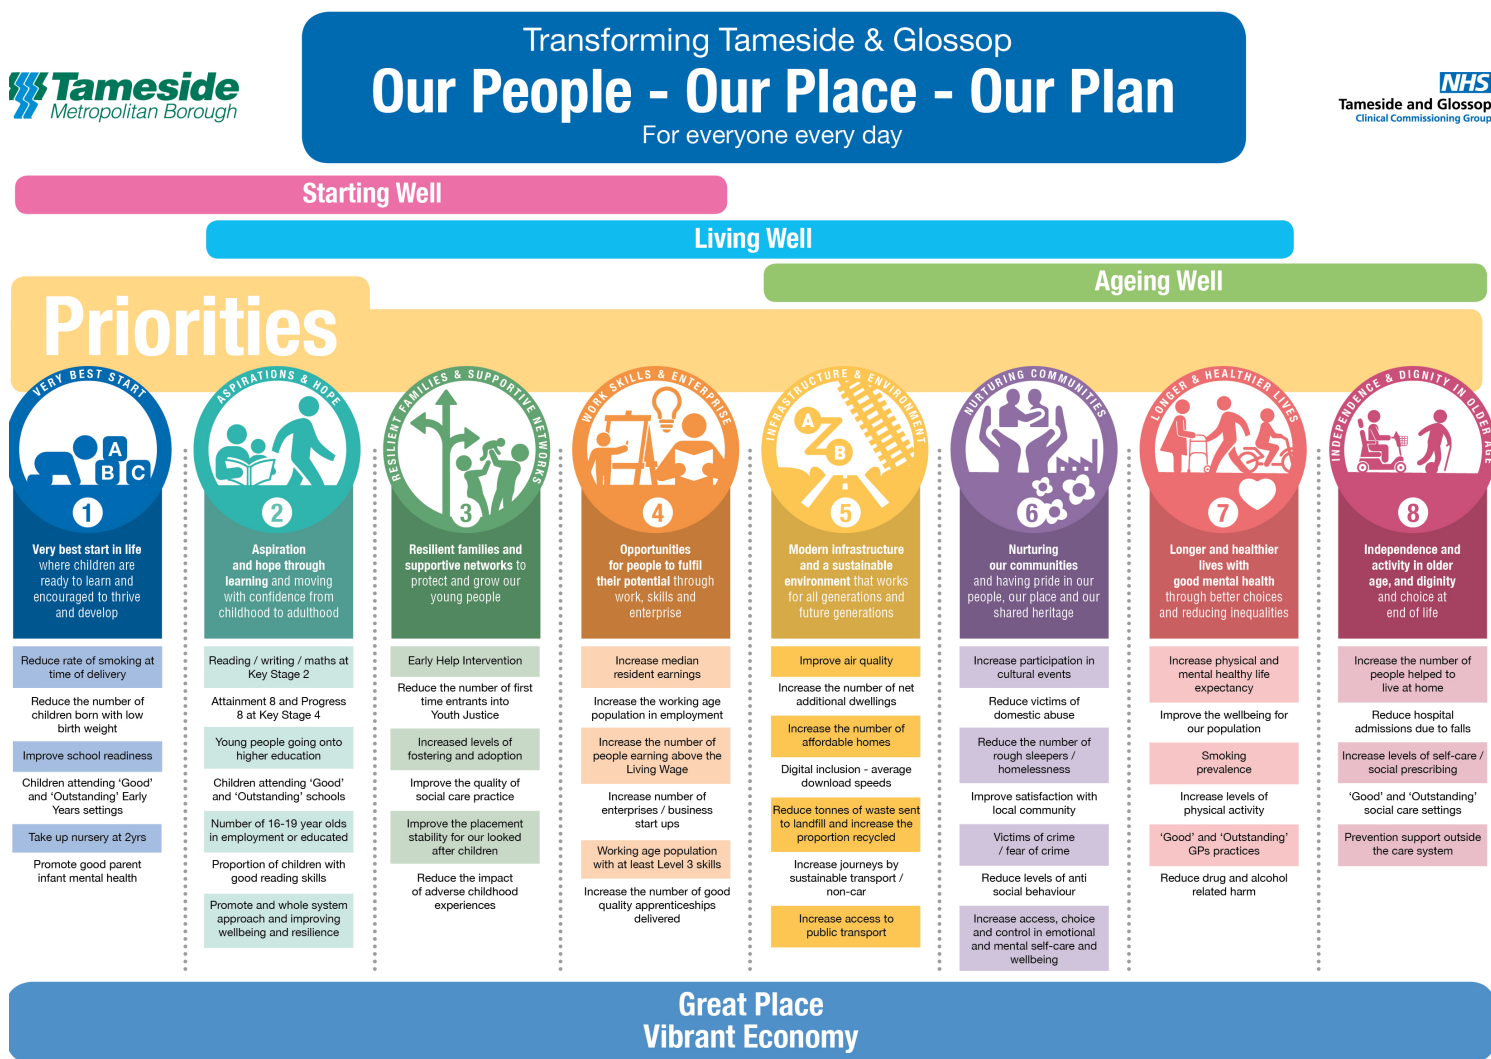 Transforming Tameside & Glossop
Our People - Our Place - Our Plan
For everyone every day
Tameside
Metropolitan Borough
NHS
Tameside and Glossop
Clinical Commissioning Group
Starting Well
Living Well
Ageing Well
Priorities
VERY BEST START
A
B C
1
Very best start in life
where children are
ready to learn and
encouraged to thrive
and develop
Reduce rate of smoking at
time of delivery
Reduce the number of
children born with low
birth weight
Improve school readiness
Children attending ‘Good’
and ‘Outstanding’ Early
Years settings
Take up nursery at 2yrs
Promote good parent
infant mental health
ASPIRATIONS & HOPE
2
Aspiration
and hope through
learning and moving
with confidence from
childhood to adulthood
Reading / writing / maths at
Key Stage 2
Attainment 8 and Progress
8 at Key Stage 4
Young people going onto
higher education
Children attending ‘Good’
and ‘Outstanding’ schools
Number of 16-19 year olds
in employment or educated
Proportion of children with
good reading skills
Promote and whole system
approach and improving
wellbeing and resilience
RESILIENT FAMILIES & SUPPORTIVE NETWORKS
3
Resilient families and
supportive networks to
protect and grow our
young people
Early Help Intervention
Reduce the number of first
time entrants into
Youth Justice
Increased levels of
fostering and adoption
Improve the quality of
social care practice
Improve the placement
stability for our looked
after children
Reduce the impact
of adverse childhood
experiences
WORK SKILLS & ENTERPRISE
4
Opportunities
for people to fulfil
their potential through
work, skills and
enterprise
Increase median
resident earnings
Increase the working age
population in employment
Increase the number of
people earning above the
Living Wage
Increase number of
enterprises / business
start ups
Working age population
with at least Level 3 skills
Increase the number of good
quality apprenticeships
delivered
INFRASTRUCTURE & ENVIRONMENT
A
B
5
Modern infrastructure
and a sustainable
environment that works
for all generations and
future generations
Improve air quality
Increase the number of net
additional dwellings
Increase the number of
affordable homes
Digital inclusion - average
download speeds
Reduce tonnes of waste sent
to landfill and increase the
proportion recycled
Increase journeys by
sustainable transport /
non-car
Increase access to
public transport
NURTURING COMMUNITIES
6
Nurturing
our communities
and having pride in our
people, our place and our
shared heritage
Increase participation in
cultural events
Reduce victims of
domestic abuse
Reduce the number of
rough sleepers /
homelessness
Improve satisfaction with
local community
Victims of crime
/ fear of crime
Reduce levels of anti
social behaviour
Increase access, choice
and control in emotional
and mental self-care and
wellbeing
LONGER & HEALTHIER LIVES
7
Longer and healthier
lives with
good mental health
through better choices
and reducing inequalities
Increase physical and
mental healthy life
expectancy
Improve the wellbeing for
our population
Smoking
prevalence
Increase levels of
physical activity
‘Good’ and ‘Outstanding’
GPs practices
Reduce drug and alcohol
related harm
INDEPENDENCE & DIGNITY IN OLDER AGE
8
Independence and
activity in older
age, and diginity
and choice at
end of life
Increase the number of
people helped to
live at home
Reduce hospital
admissions due to falls
Increase levels of self-care /
social prescribing
‘Good’ and ‘Outstanding’
social care settings
Prevention support outside
the care system
Great Place
Vibrant Economy